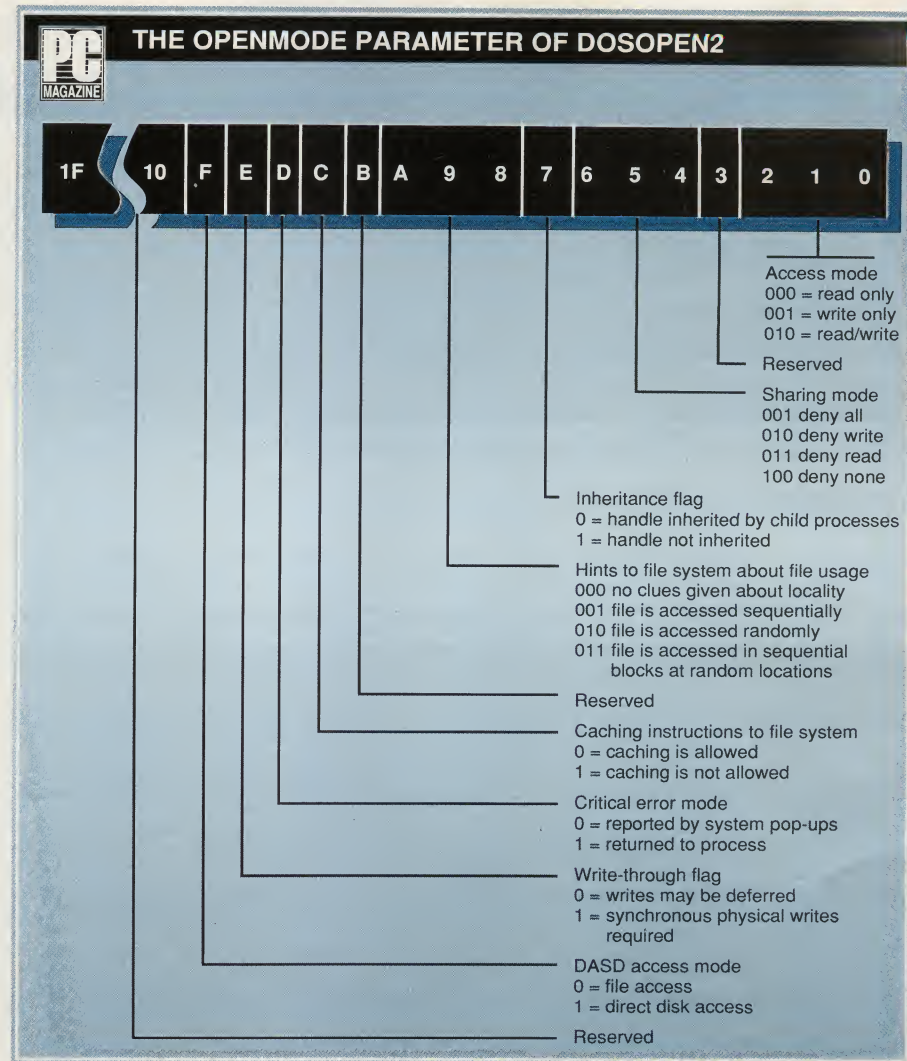 PC
MAGAZINE
THE OPENMODE PARAMETER OF DOSOPEN2
1F 10 F E D C B A 9 8 7 6 5 4 3 2 1 0
Access mode
000 = read only
001 = write only
010 = read/write
Reserved
Sharing mode
001 deny all
010 deny write
011 deny read
100 deny none
Inheritance flag
0 = handle inherited by child processes
1 = handle not inherited
Hints to file system about file usage
000 no clues given about locality
001 file is accessed sequentially
010 file is accessed randomly
011 file is accessed in sequential
blocks at random locations
Reserved
Caching instructions to file system
0 = caching is allowed
1 = caching is not allowed
Critical error mode
0 = reported by system pop-ups
1 = returned to process
Write-through flag
0 = writes may be deferred
1 = synchronous physical writes
required
DASD access mode
0 = file access
1 = direct disk access
Reserved